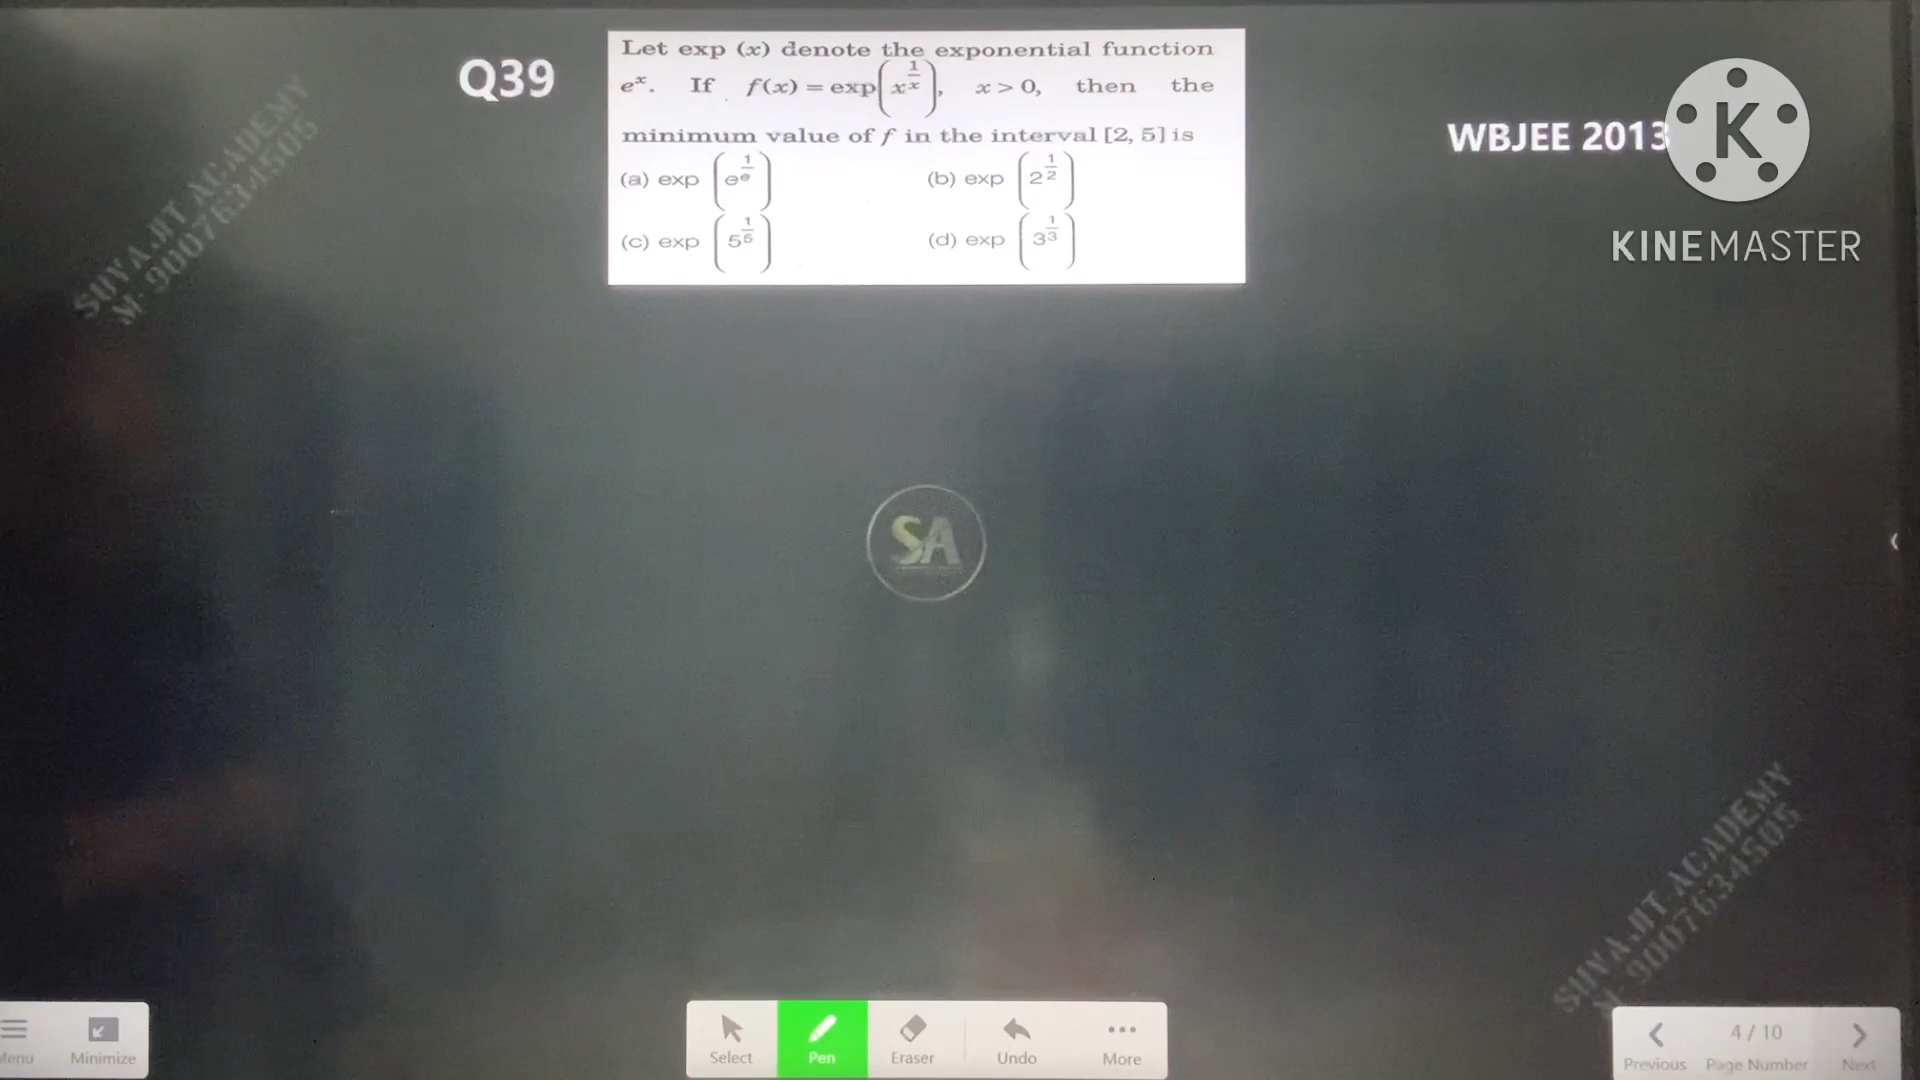 Q39
Let exp (x) denote the exponential function
eˣ. If f(x) = exp(x^(1/x)), x > 0, then the
minimum value of f in the interval [2, 5] is
(a) exp (e^(1/e)) (b) exp (2^(1/2))
(c) exp (5^(1/5)) (d) exp (3^(1/3))
WBJEE 2013
K
KINEMASTER
SUVAJIT ACADEMY
M- 9007634505
SA
SUVAJIT ACADEMY
M- 9007634505
Menu Minimize
Select Pen Eraser Undo More
4 / 10
Previous Page Number Next